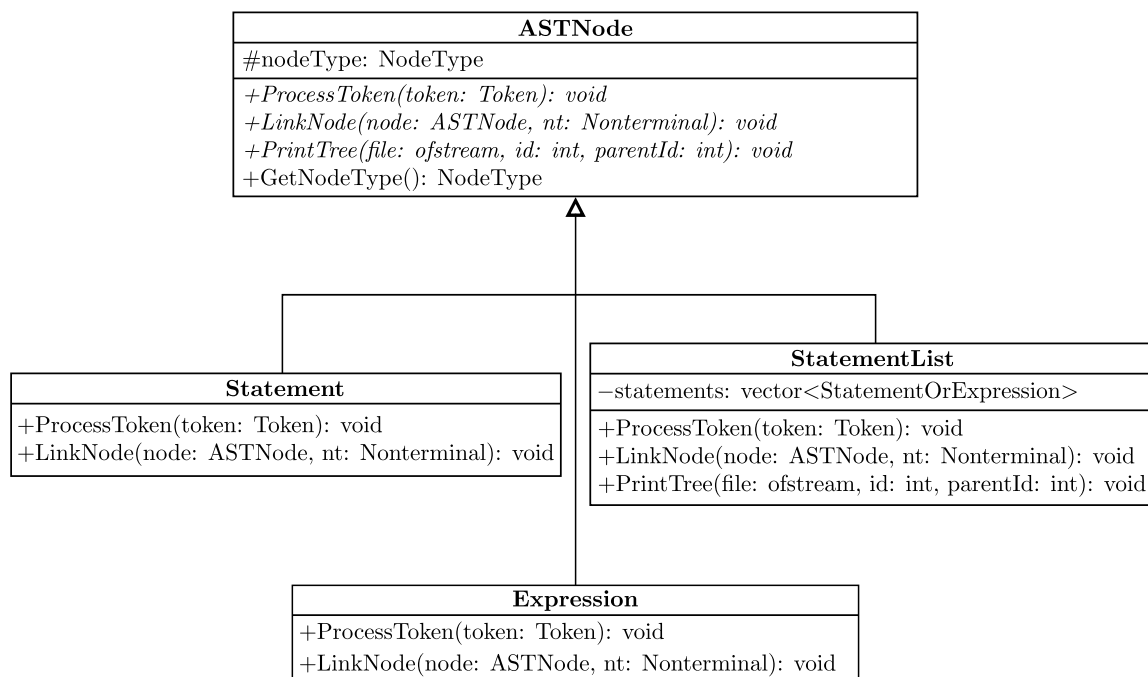 ASTNode
#nodeType: NodeType
+ProcessToken(token: Token): void
+LinkNode(node: ASTNode, nt: Nonterminal): void
+PrintTree(file: ofstream, id: int, parentId: int): void
+GetNodeType(): NodeType
Statement
+ProcessToken(token: Token): void
+LinkNode(node: ASTNode, nt: Nonterminal): void
StatementList
−statements: vector<StatementOrExpression>
+ProcessToken(token: Token): void
+LinkNode(node: ASTNode, nt: Nonterminal): void
+PrintTree(file: ofstream, id: int, parentId: int): void
Expression
+ProcessToken(token: Token): void
+LinkNode(node: ASTNode, nt: Nonterminal): void